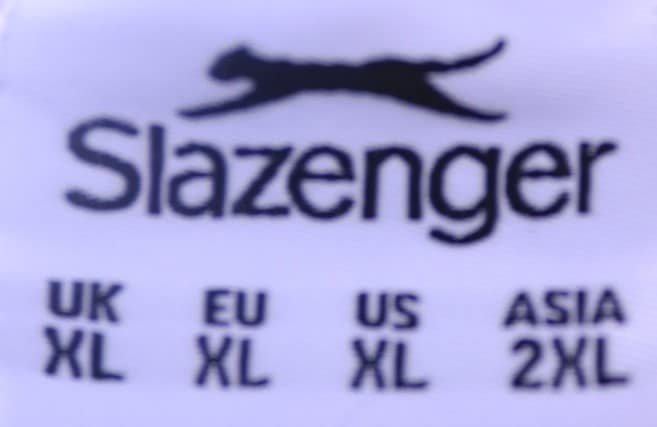 Slazenger
UK EU US ASIA
XL XL XL 2XL